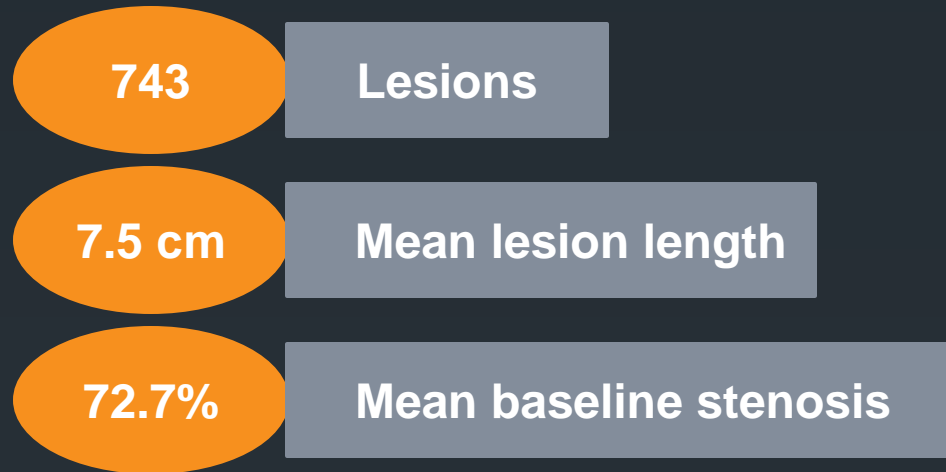 743 Lesions
7.5 cm Mean lesion length
72.7% Mean baseline stenosis